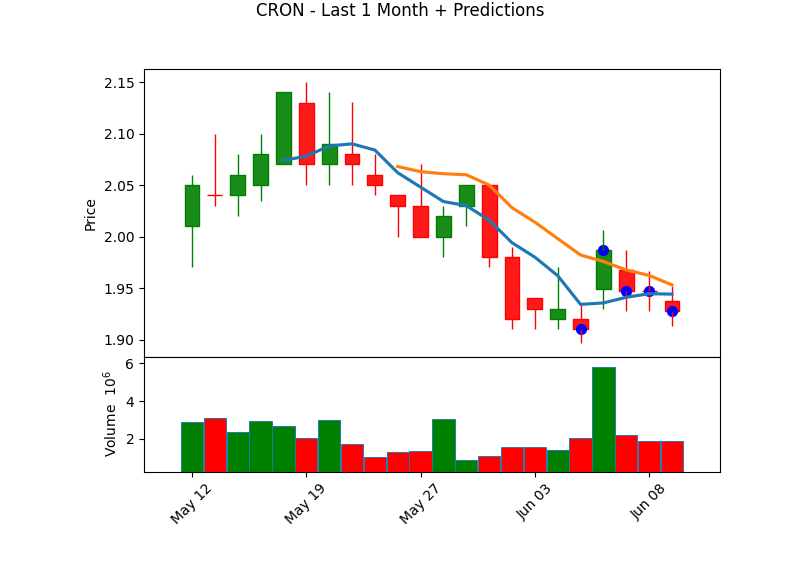 CRON - Last 1 Month + Predictions
2.15
2.10
2.05
2.00
1.95
1.90
Price
6
4
2
Volume 10^6
May 12
May 19
May 27
Jun 03
Jun 08